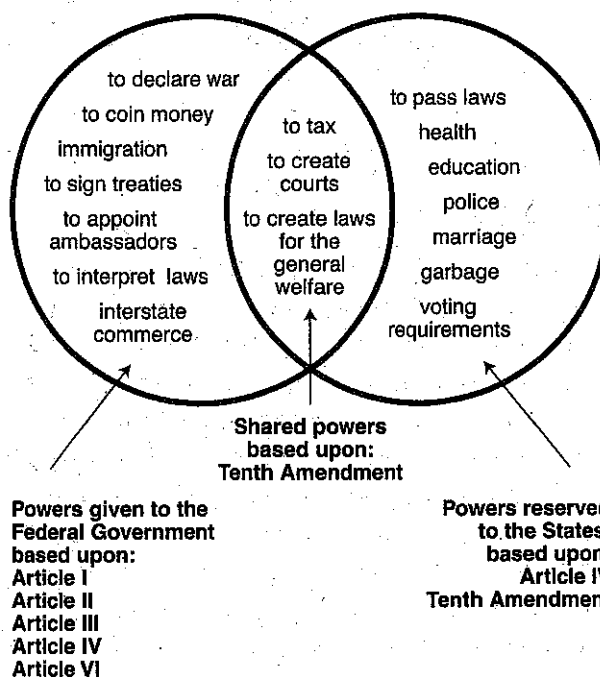 to declare war
to coin money
immigration
to sign treaties
to appoint
ambassadors
to interpret laws
interstate
commerce
to tax
to create
courts
to create laws
for the
general
welfare
to pass laws
health
education
police
marriage
garbage
voting
requirements
Shared powers
based upon:
Tenth Amendment
Powers given to the
Federal Government
based upon:
Article I
Article II
Article III
Article IV
Article VI
Powers reserve
to the States
based upon
Article I
Tenth Amendmen